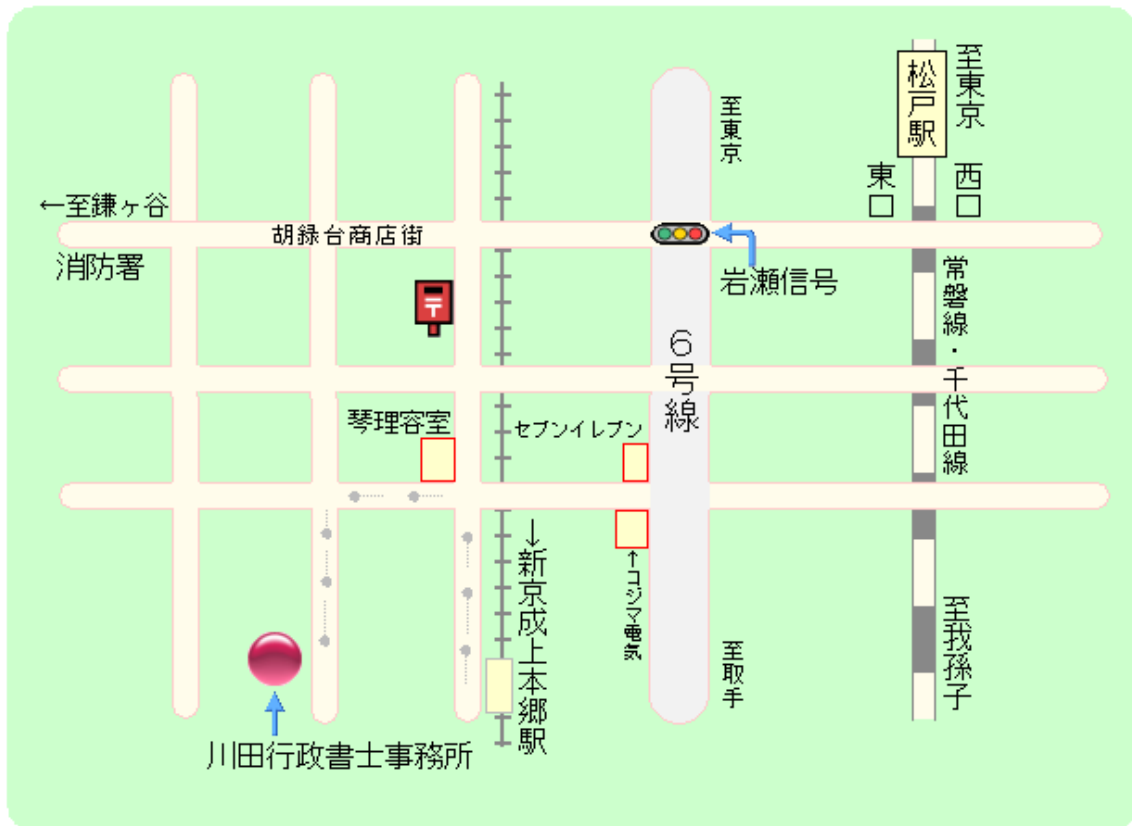 松戸駅
至東京
至東京
東口
西口
←至鎌ヶ谷
胡録台商店街
消防署
岩瀬信号
〒
6号線
常磐線・千代田線
琴理容室
セブンイレブン
↓新京成上本郷駅
↑コジマ電気
至取手
至我孫子
川田行政書士事務所